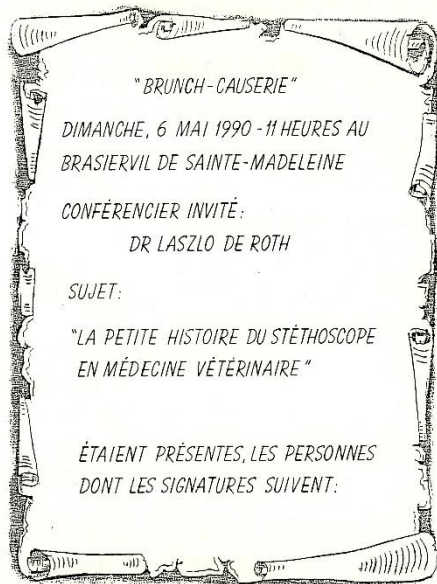 "BRUNCH-CAUSERIE"
DIMANCHE, 6 MAI 1990 - 11 HEURES AU
BRASIERVIL DE SAINTE-MADELEINE
CONFÉRENCIER INVITÉ:
DR LASZLO DE ROTH
SUJET:
"LA PETITE HISTOIRE DU STÉTHOSCOPE
EN MÉDECINE VÉTÉRINAIRE"
ÉTAIENT PRÉSENTES, LES PERSONNES
DONT LES SIGNATURES SUIVENT: